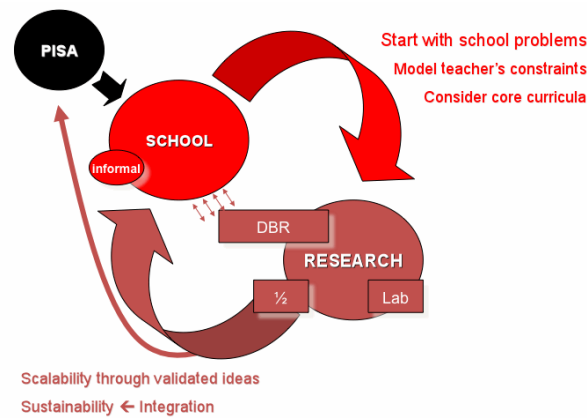 PISA
Start with school problems
Model teacher's constraints
Consider core curricula
SCHOOL
informal
DBR
RESEARCH
½
Lab
Scalability through validated ideas
Sustainability ← Integration